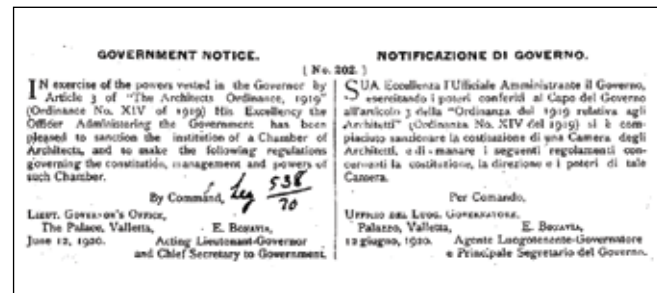 GOVERNMENT NOTICE.
NOTIFICAZIONE DI GOVERNO.
( No. 202. )
IN exercise of the powers vested in the Governor by
Article 3 of "The Architects Ordinance, 1919"
(Ordinance No. XIV of 1919) His Excellency the
Officer Administering the Government has been
pleased to sanction the institution of a Chamber of
Architects, and to make the following regulations
governing the constitution, management and powers of
such Chamber.
By Command,
Leg 538/70
LIEUT. GOVERNOR'S OFFICE,
The Palace, Valletta,
E. BONAVIA,
June 12, 1920.
Acting Lieutenant-Governor
and Chief Secretary to Government.
SUA Eccellenza l'Ufficiale Amministrante il Governo,
esercitando i poteri conferiti al Capo del Governo
all'articolo 3 della "Ordinanza del 1919 relativa agli
Architetti" (Ordinanza No. XIV del 1919) si è com-
piaciuto sanzionare la costituzione di una Camera degli
Architetti, e di manare i seguenti regolamenti con-
cernenti la costituzione, la direzione e i poteri di tale
Camera.
Per Comando,
UFFICIO DEL LUOG. GOVERNATORE,
Palazzo, Valletta,
E. BONAVIA,
12 giugno, 1920.
Agente Luogotenente-Governatore
e Principale Segretario del Governo.